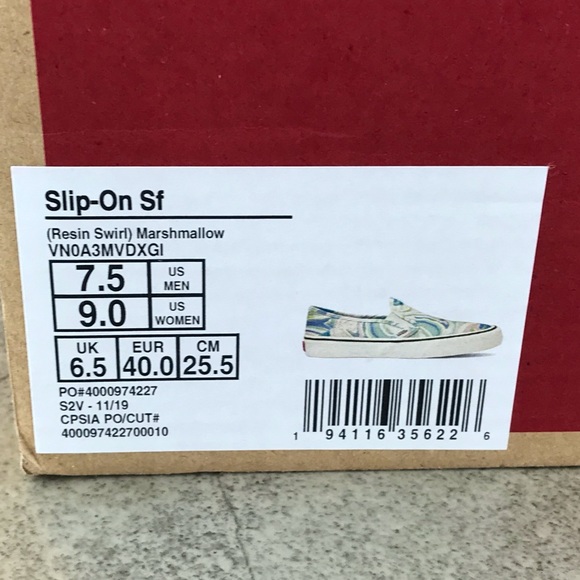 Slip-On Sf
(Resin Swirl) Marshmallow
VN0A3MVDXGI
7.5 US MEN
9.0 US WOMEN
UK EUR CM
6.5 40.0 25.5
PO#4000974227
S2V - 11/19
CPSIA PO/CUT#
400097422700010
1 94116 35622 6